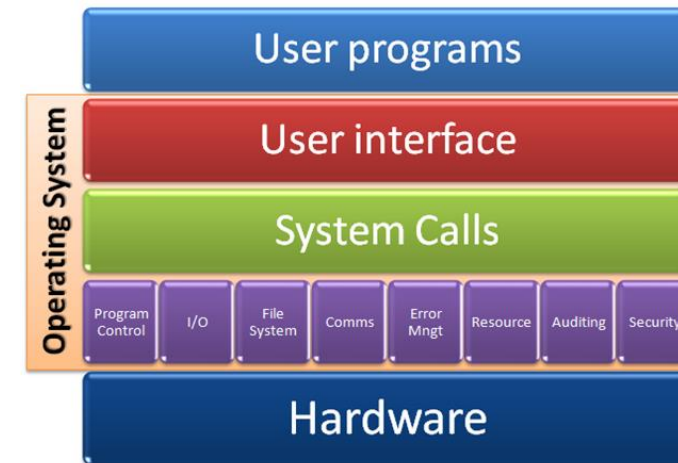 User programs
Operating System
User interface
System Calls
Program
Control
I/O
File
System
Comms
Error
Mngt
Resource
Auditing
Security
Hardware